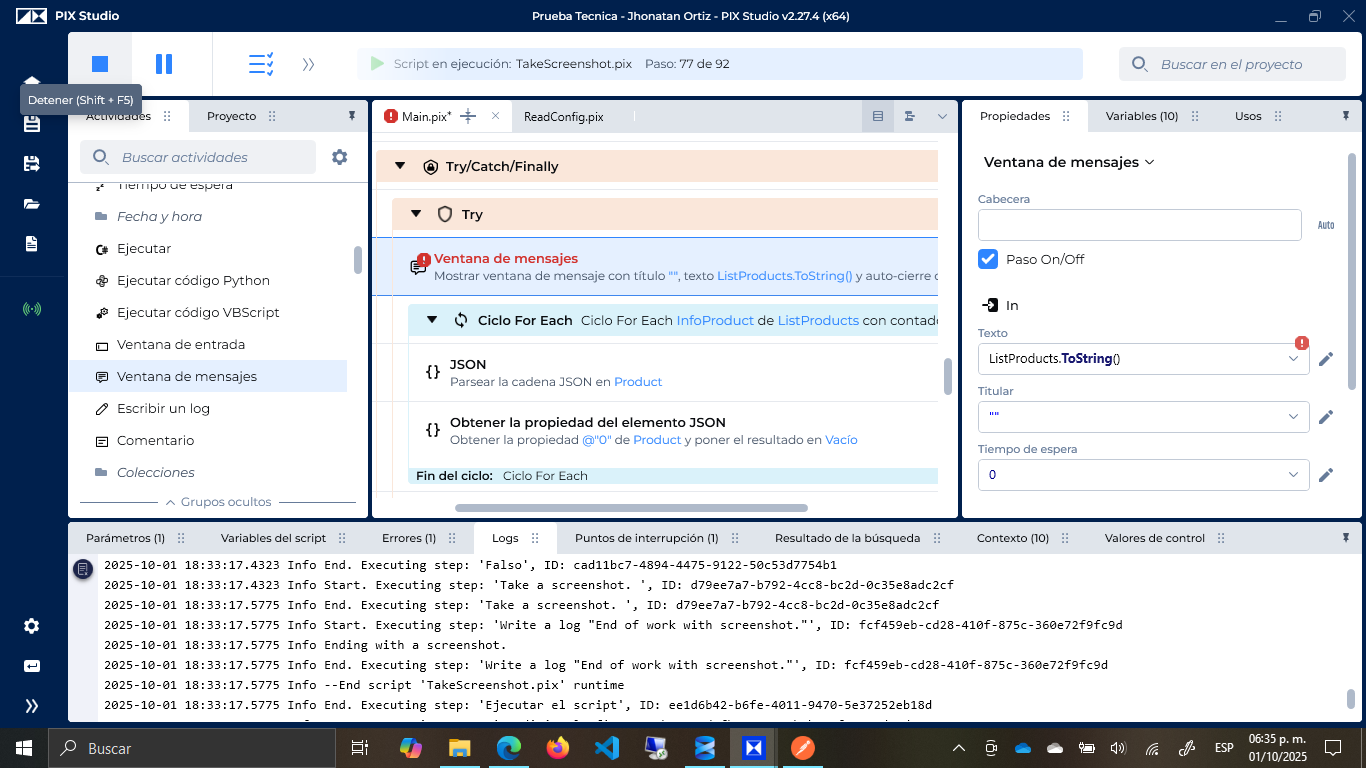 PIX Studio
Prueba Tecnica - Jhonatan Ortiz - PIX Studio v2.27.4 (x64)
Script en ejecución: TakeScreenshot.pix Paso: 77 de 92
Buscar en el proyecto
Detener (Shift + F5)
Actividades
Proyecto
Buscar actividades
Tiempo de espera
Fecha y hora
Ejecutar
Ejecutar código Python
Ejecutar código VBScript
Ventana de entrada
Ventana de mensajes
Escribir un log
Comentario
Colecciones
Grupos ocultos
Main.pix*
ReadConfig.pix
Try/Catch/Finally
Try
Ventana de mensajes
Mostrar ventana de mensaje con título "", texto ListProducts.ToString() y auto-cierre
Ciclo For Each Ciclo For Each InfoProduct de ListProducts con
JSON
Parsear la cadena JSON en Product
Obtener la propiedad del elemento JSON
Obtener la propiedad @"0" de Product y poner el resultado en Vacío
Fin del ciclo: Ciclo For Each
Propiedades
Variables (10)
Usos
Ventana de mensajes
Cabecera
Auto
Paso On/Off
In
Texto
ListProducts.ToString()
Titular
""
Tiempo de espera
0
Parámetros (1)
Variables del script
Errores (1)
Logs
Puntos de interrupción (1)
Resultado de la búsqueda
Contexto (10)
Valores de control
2025-10-01 18:33:17.4323 Info End. Executing step: 'Falso', ID: cad11bc7-4894-4475-9122-50c53d7754b1
2025-10-01 18:33:17.4323 Info Start. Executing step: 'Take a screenshot. ', ID: d79ee7a7-b792-4cc8-bc2d-0c35e8adc2cf
2025-10-01 18:33:17.5775 Info End. Executing step: 'Take a screenshot. ', ID: d79ee7a7-b792-4cc8-bc2d-0c35e8adc2cf
2025-10-01 18:33:17.5775 Info Start. Executing step: 'Write a log "End of work with screenshot."', ID: fcf459eb-cd28-410f-875c-360e72f9fc9d
2025-10-01 18:33:17.5775 Info Ending with a screenshot.
2025-10-01 18:33:17.5775 Info End. Executing step: 'Write a log "End of work with screenshot."', ID: fcf459eb-cd28-410f-875c-360e72f9fc9d
2025-10-01 18:33:17.5775 Info --End script 'TakeScreenshot.pix' runtime
2025-10-01 18:33:17.5775 Info End. Executing step: 'Ejecutar el script', ID: ee1d6b42-b6fe-4011-9470-5e37252eb18d
Buscar
ESP
06:35 p. m.
01/10/2025